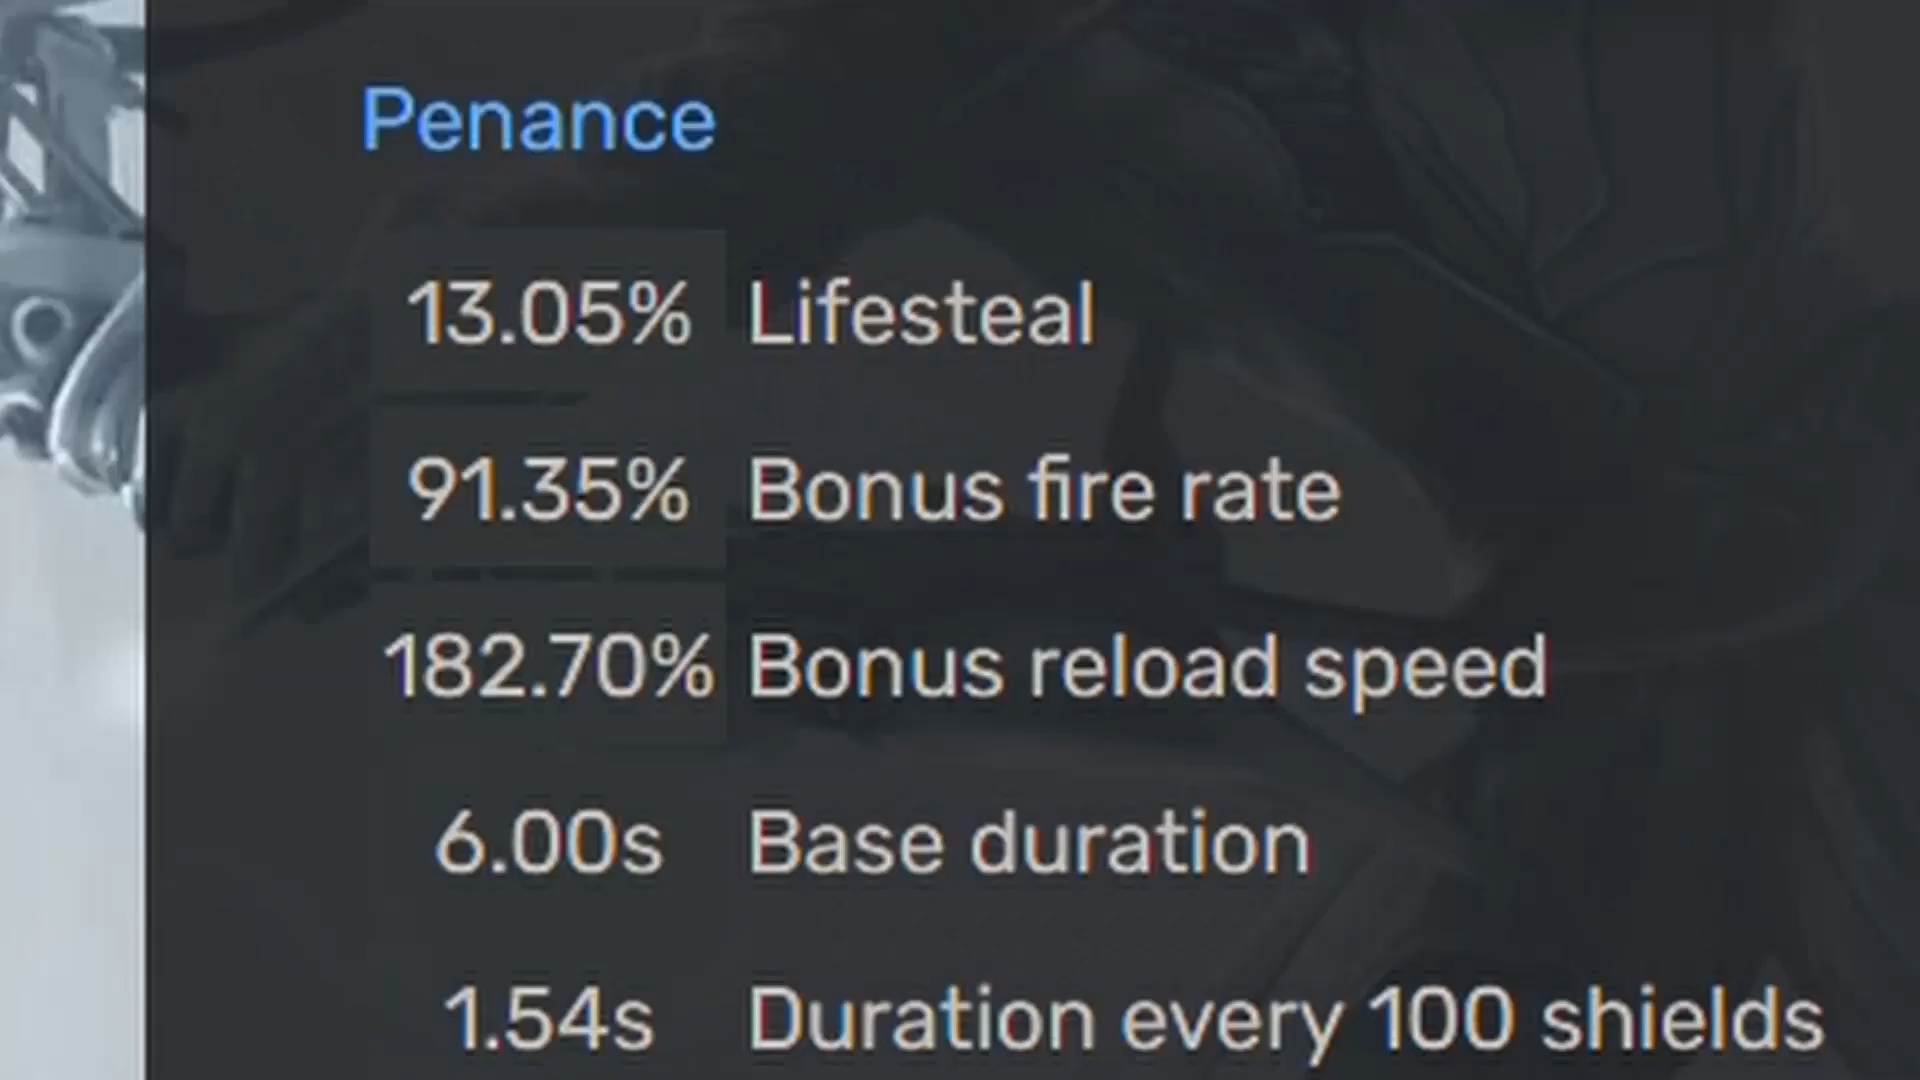 Penance
13.05% Lifesteal
91.35% Bonus fire rate
182.70% Bonus reload speed
6.00s Base duration
1.54s Duration every 100 shields